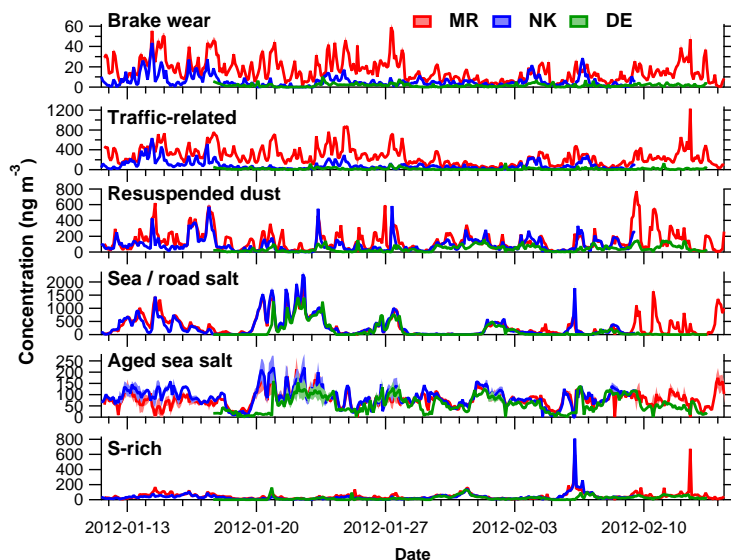 Brake wear
MR NK DE
60
40
20
0
Traffic-related
1200
800
400
0
Resuspended dust
800
600
400
200
0
Sea / road salt
2000
1500
1000
500
0
Aged sea salt
250
200
150
100
50
0
S-rich
800
600
400
200
0
Concentration (ng m-3)
2012-01-13 2012-01-20 2012-01-27 2012-02-03 2012-02-10
Date